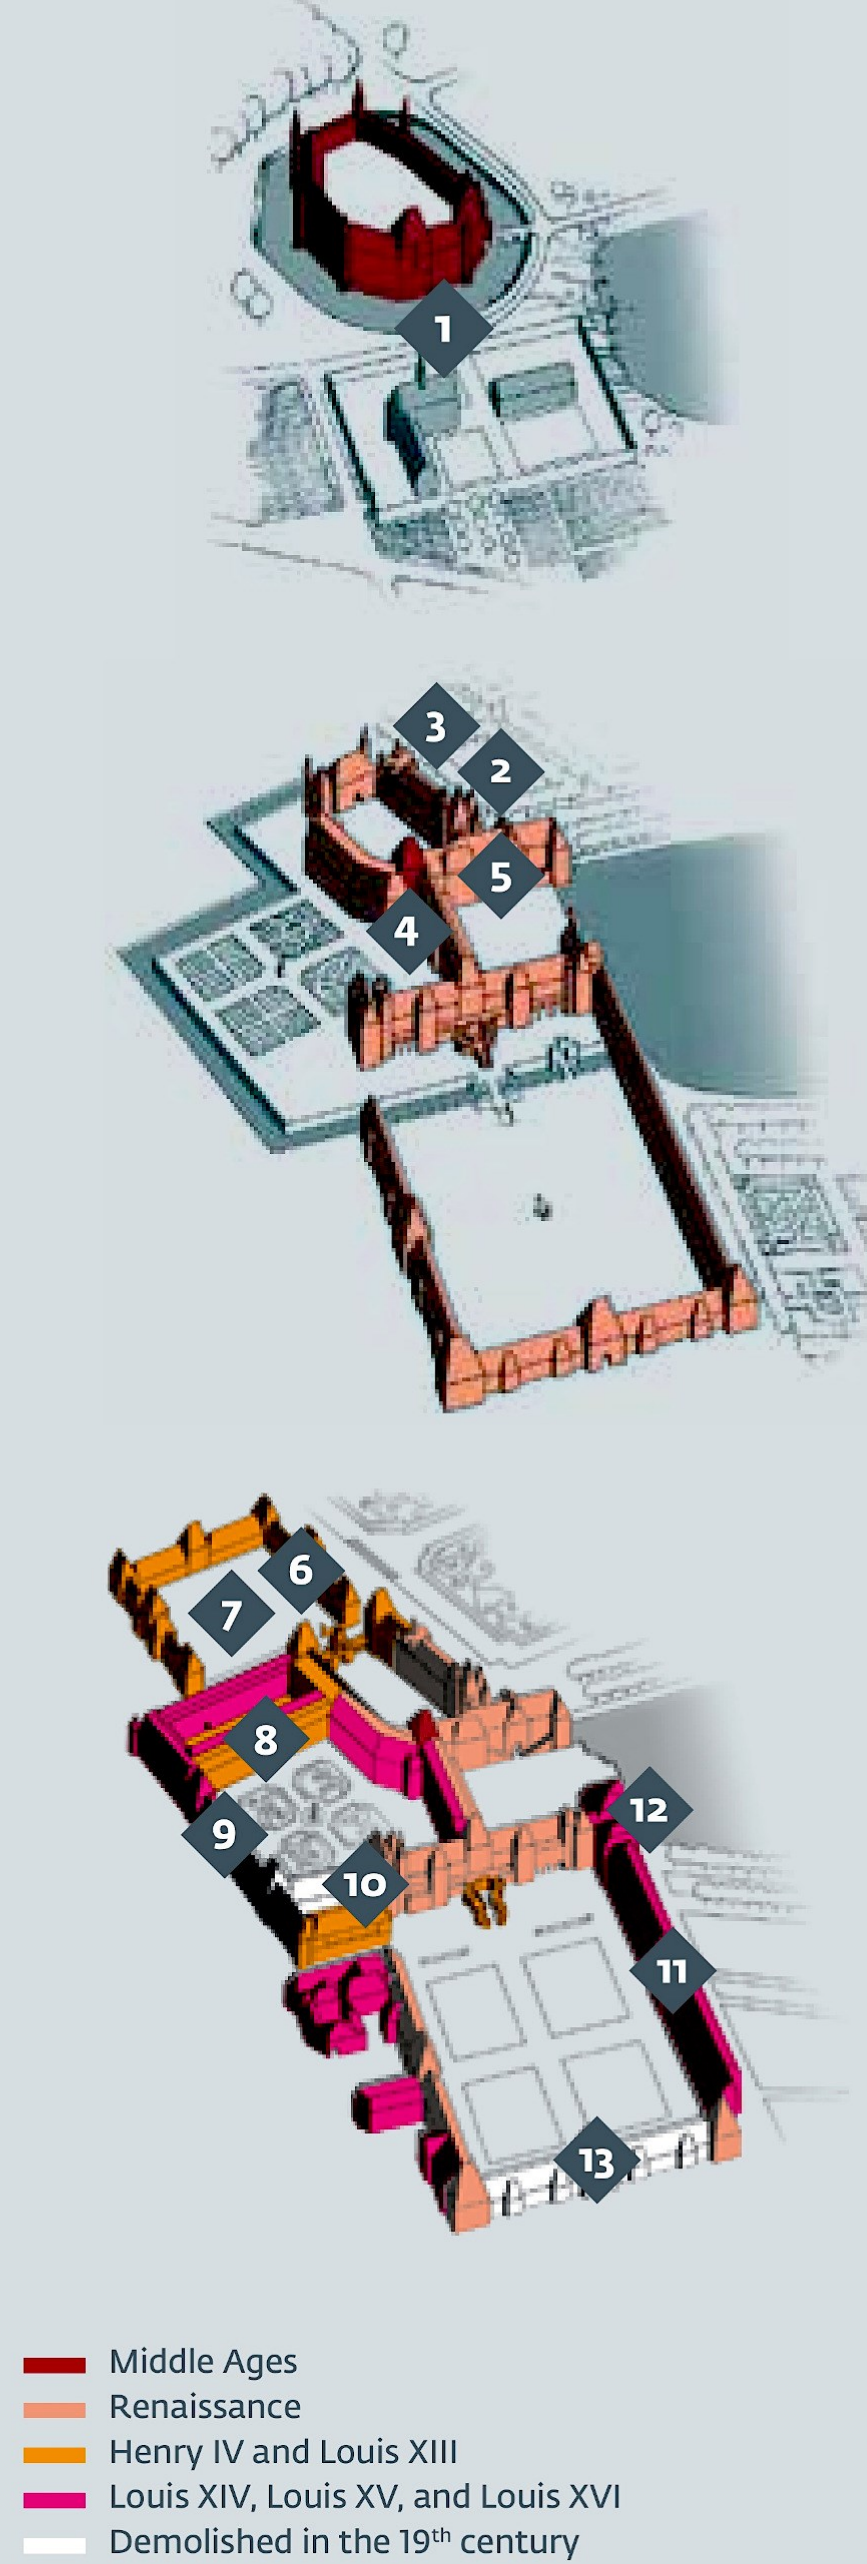 1
3
2
5
4
6
7
8
9
10
12
11
13
Middle Ages
Renaissance
Henry IV and Louis XIII
Louis XIV, Louis XV, and Louis XVI
Demolished in the 19th century